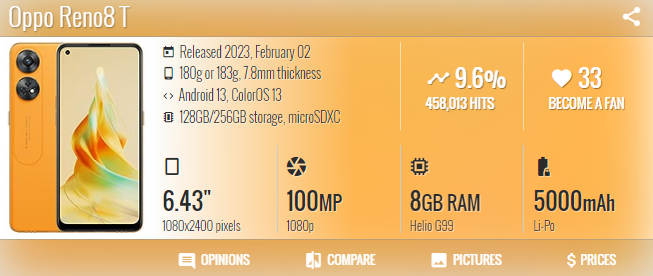 Oppo Reno8 T
Released 2023, February 02
180g or 183g, 7.8mm thickness
Android 13, ColorOS 13
128GB/256GB storage, microSDXC
9.6%
458,013 HITS
33
BECOME A FAN
6.43"
1080x2400 pixels
100MP
1080p
8GB RAM
Helio G99
5000mAh
Li-Po
OPINIONS
COMPARE
PICTURES
$ PRICES